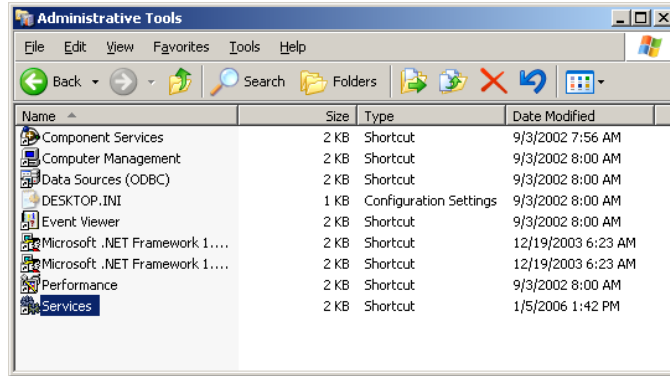 Administrative Tools
File Edit View Favorites Tools Help
Back Search Folders
Name Size Type Date Modified
Component Services 2 KB Shortcut 9/3/2002 7:56 AM
Computer Management 2 KB Shortcut 9/3/2002 8:00 AM
Data Sources (ODBC) 2 KB Shortcut 9/3/2002 8:00 AM
DESKTOP.INI 1 KB Configuration Settings 9/3/2002 8:00 AM
Event Viewer 2 KB Shortcut 9/3/2002 8:00 AM
Microsoft .NET Framework 1.... 2 KB Shortcut 12/19/2003 6:23 AM
Microsoft .NET Framework 1.... 2 KB Shortcut 12/19/2003 6:23 AM
Performance 2 KB Shortcut 9/3/2002 8:00 AM
Services 2 KB Shortcut 1/5/2006 1:42 PM